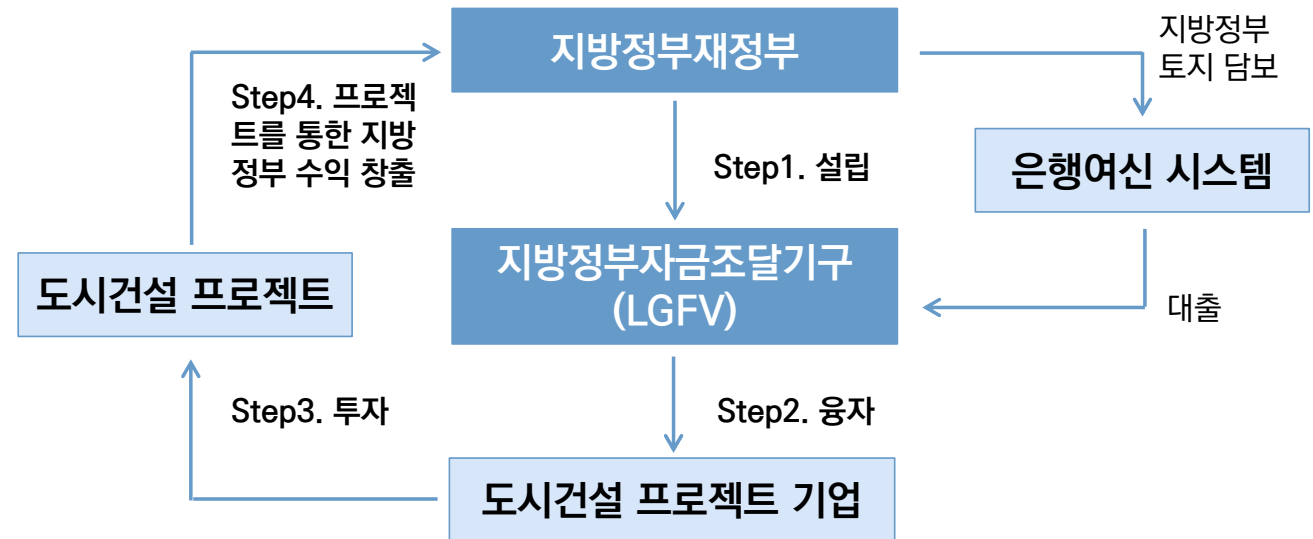 지방정부재정부
지방정부
토지 담보
Step4. 프로젝
트를 통한 지방
정부 수익 창출
Step1. 설립
은행여신 시스템
지방정부자금조달기구
(LGFV)
도시건설 프로젝트
대출
Step3. 투자
Step2. 융자
도시건설 프로젝트 기업